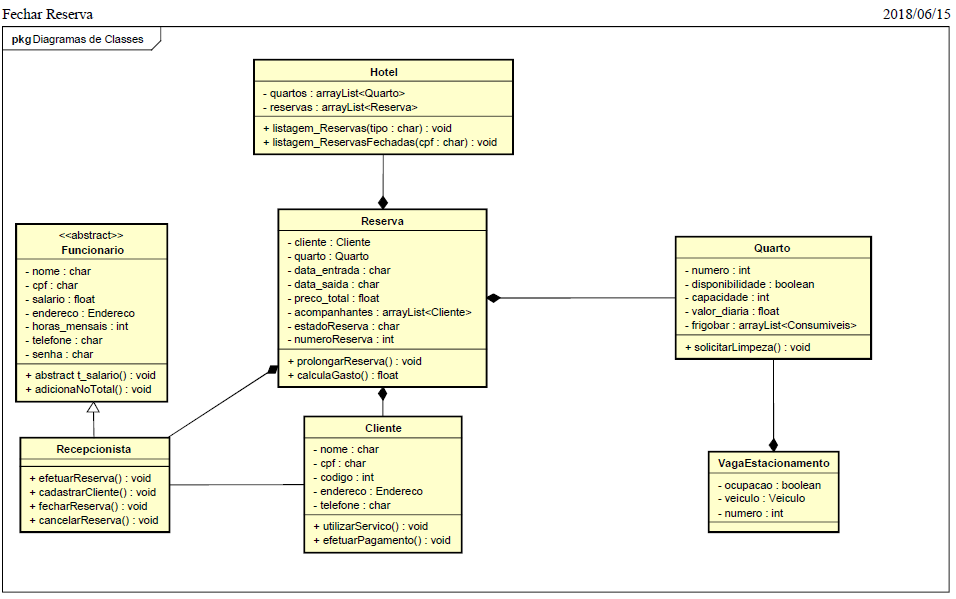 Fechar Reserva
2018/06/15
pkg Diagramas de Classes
Hotel
- quartos : arrayList<Quarto>
- reservas : arrayList<Reserva>
+ listagem_Reservas(tipo : char) : void
+ listagem_ReservasFechadas(cpf : char) : void
<<abstract>>
Funcionario
- nome : char
- cpf : char
- salario : float
- endereco : Endereco
- horas_mensais : int
- telefone : char
- senha : char
+ abstract t_salario() : void
+ adicionaNoTotal() : void
Reserva
- cliente : Cliente
- quarto : Quarto
- data_entrada : char
- data_saida : char
- preco_total : float
- acompanhantes : arrayList<Cliente>
- estadoReserva : char
- numeroReserva : int
+ prolongarReserva() : void
+ calculaGasto() : float
Quarto
- numero : int
- disponibilidade : boolean
- capacidade : int
- valor_diaria : float
- frigobar : arrayList<Consumiveis>
+ solicitarLimpeza() : void
Recepcionista
+ efetuarReserva() : void
+ cadastrarCliente() : void
+ fecharReserva() : void
+ cancelarReserva() : void
Cliente
- nome : char
- cpf : char
- codigo : int
- endereco : Endereco
- telefone : char
+ utilizarServico() : void
+ efetuarPagamento() : void
VagaEstacionamento
- ocupacao : boolean
- veiculo : Veiculo
- numero : int